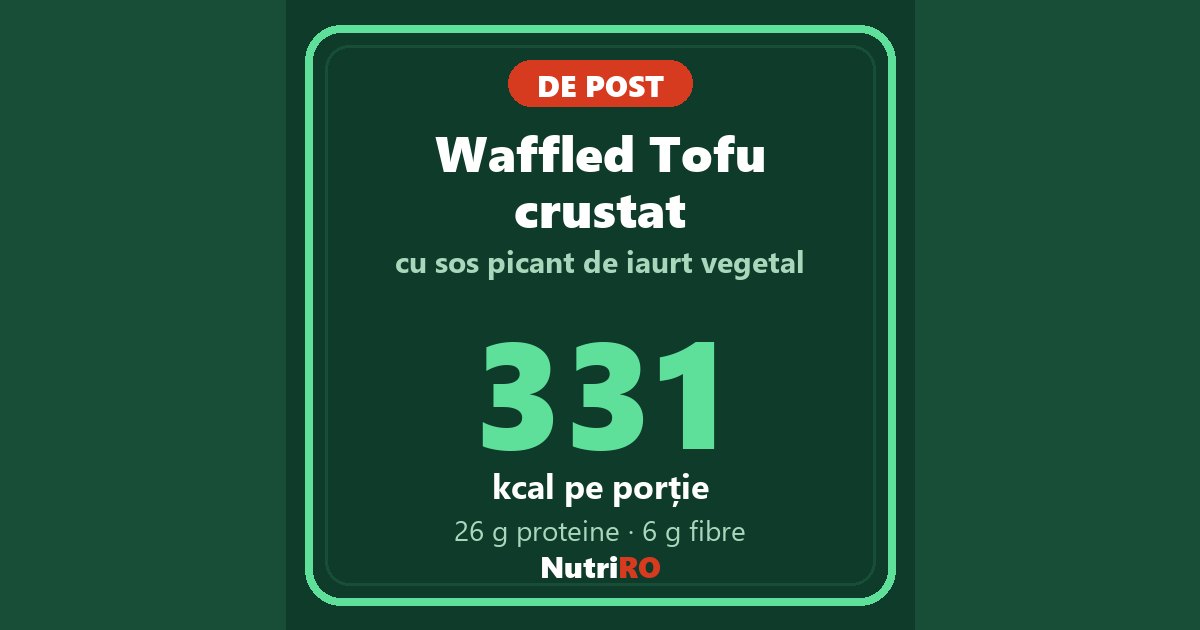 DE POST
Waffled Tofu
crustat
cu sos picant de iaurt vegetal
331
kcal pe porție
26 g proteine · 6 g fibre
NutriRO